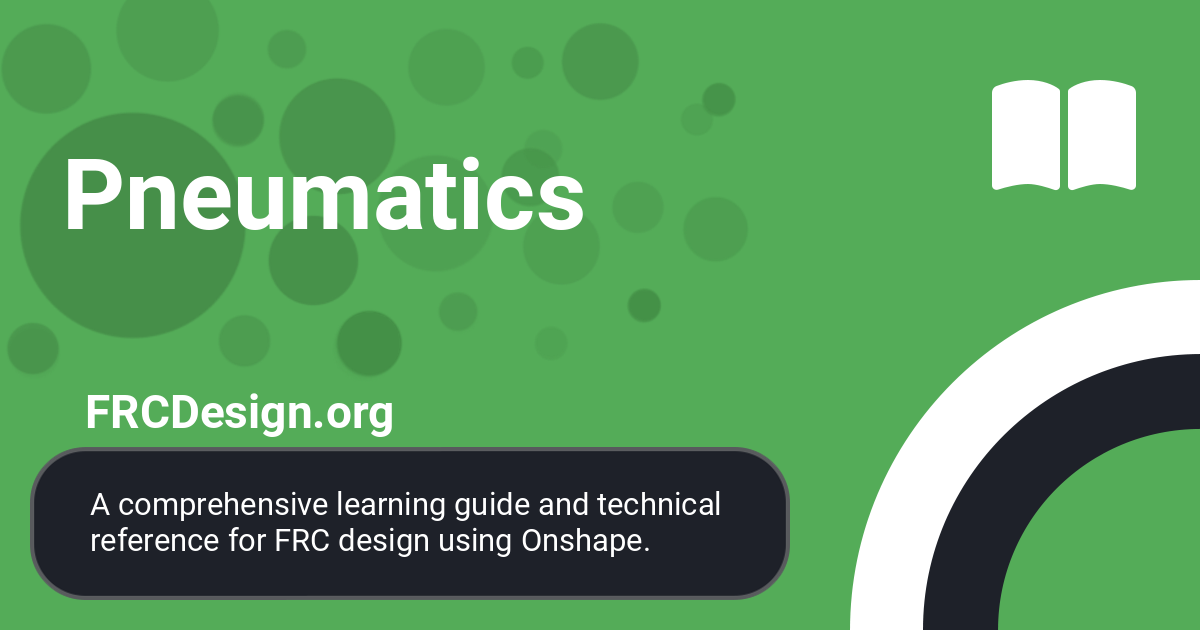 Pneumatics
FRCDesign.org
A comprehensive learning guide and technical
reference for FRC design using Onshape.